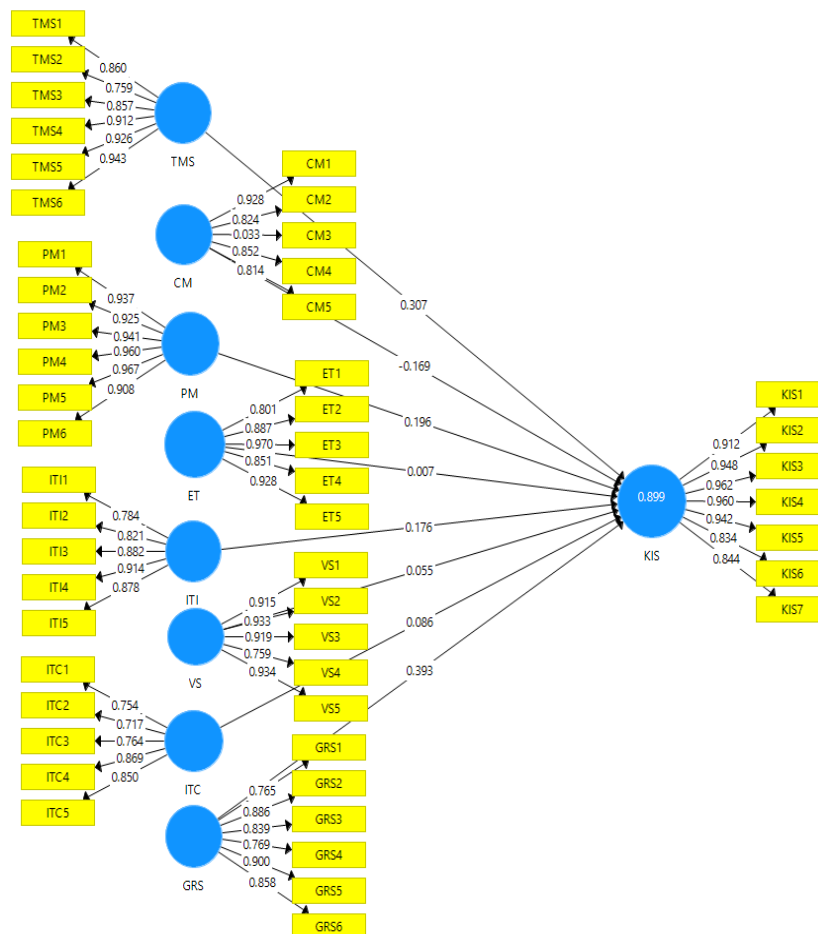 TMS1
TMS2
TMS3
TMS4
TMS5
TMS6
0.860
0.759
0.857
0.912
0.926
0.943
TMS
CM1
CM2
CM3
CM4
CM5
0.928
0.824
0.033
0.852
0.814
CM
PM1
PM2
PM3
PM4
PM5
PM6
0.937
0.925
0.941
0.960
0.967
0.908
PM
ET1
ET2
ET3
ET4
ET5
0.801
0.887
0.970
0.851
0.928
ET
ITI1
ITI2
ITI3
ITI4
ITI5
0.784
0.821
0.882
0.914
0.878
ITI
VS1
VS2
VS3
VS4
VS5
0.915
0.933
0.919
0.759
0.934
VS
ITC1
ITC2
ITC3
ITC4
ITC5
0.754
0.717
0.764
0.869
0.850
ITC
GRS1
GRS2
GRS3
GRS4
GRS5
GRS6
0.765
0.886
0.839
0.769
0.900
0.858
GRS
0.307
-0.169
0.196
0.007
0.176
0.055
0.086
0.393
0.899
KIS
0.912
0.948
0.962
0.960
0.942
0.834
0.844
KIS1
KIS2
KIS3
KIS4
KIS5
KIS6
KIS7